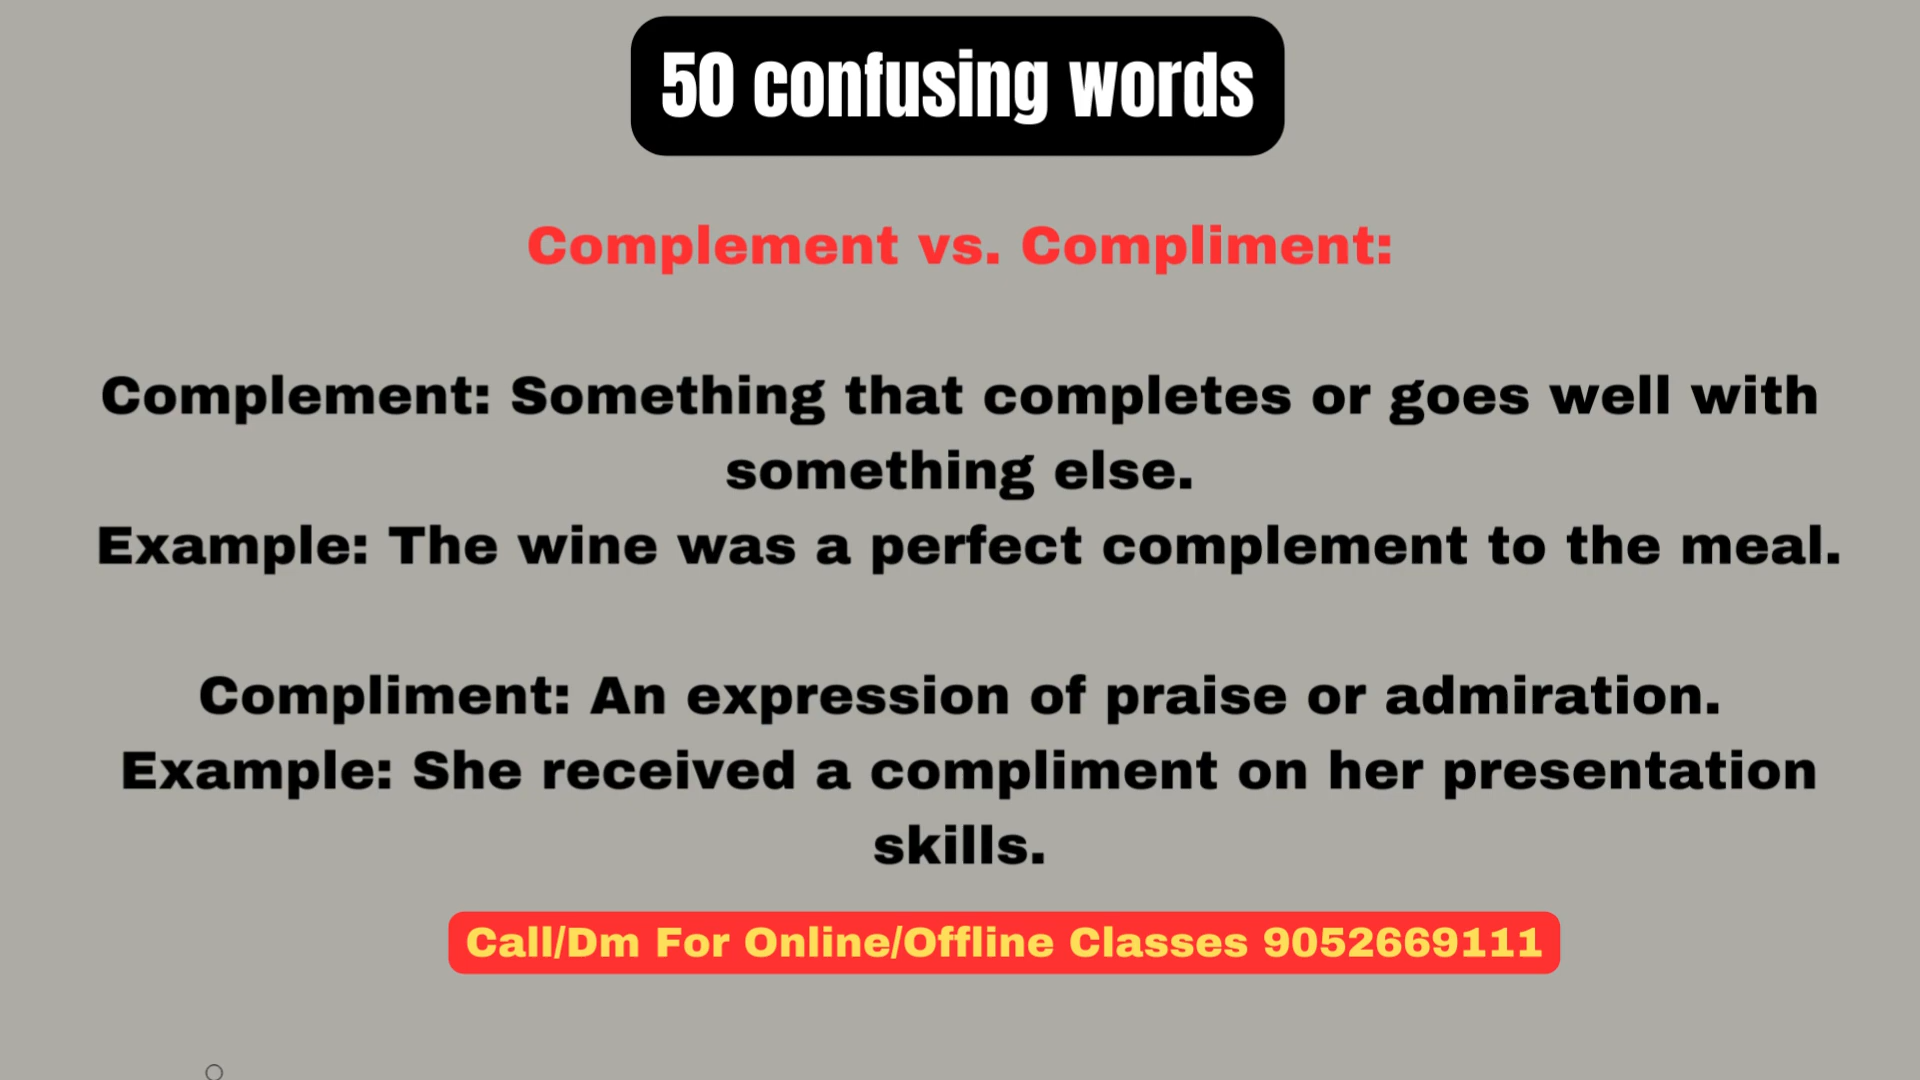 50 confusing words
Complement vs. Compliment:
Complement: Something that completes or goes well with
something else.
Example: The wine was a perfect complement to the meal.
Compliment: An expression of praise or admiration.
Example: She received a compliment on her presentation
skills.
Call/Dm For Online/Offline Classes 9052669111